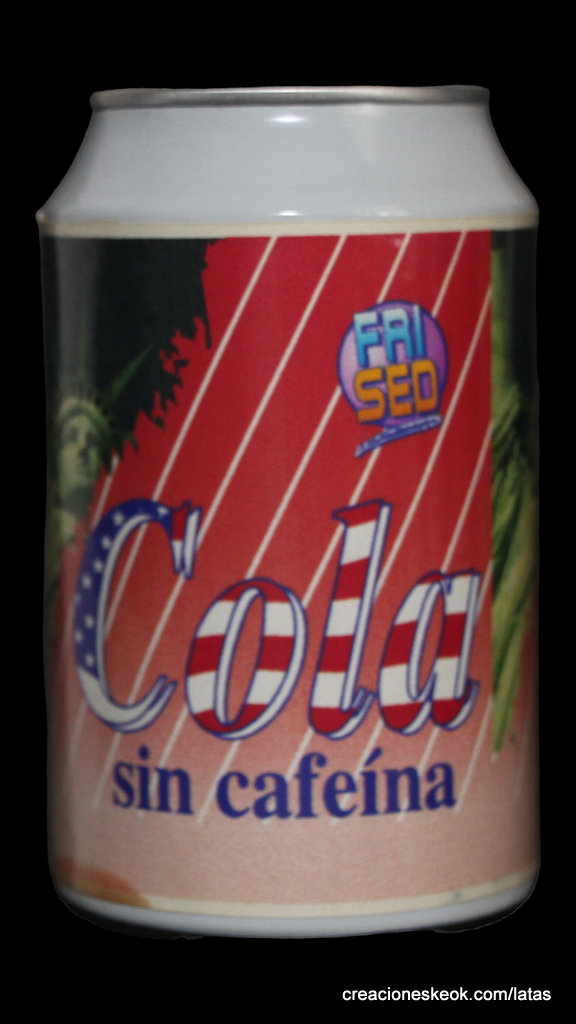 FRI
SED
Cola
sin cafeína
creacioneskeok.com/latas